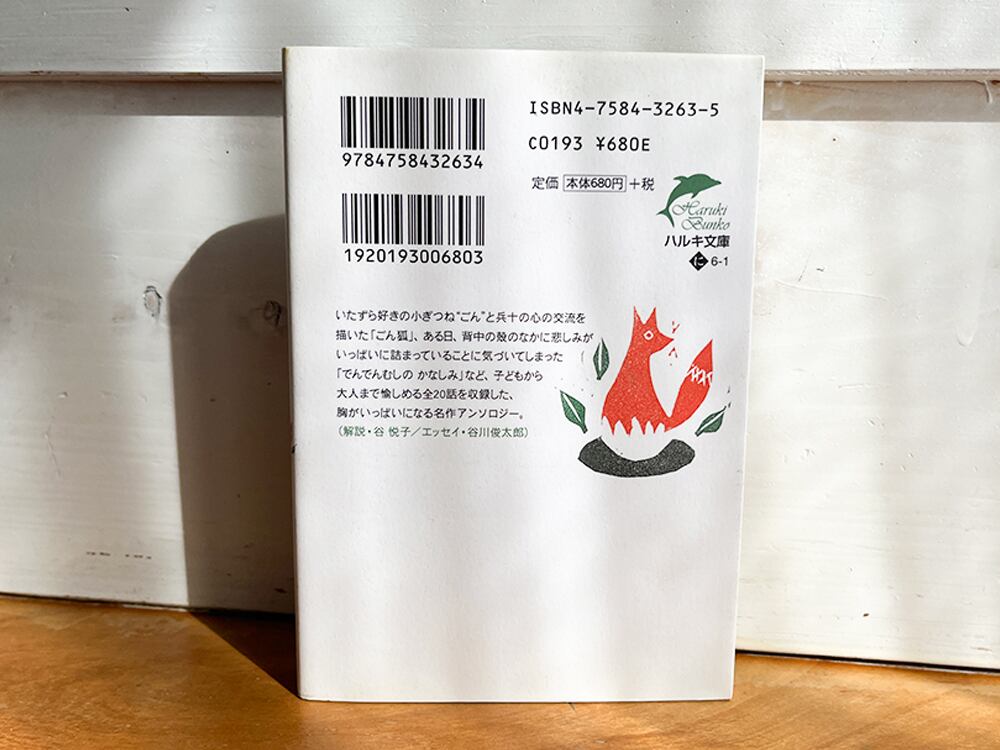 9784758432634
1920193006803
ISBN4-7584-3263-5
C0193 ¥680E
定価 本体680円 +税
Haruki
Bunko
ハルキ文庫
に 6-1
いたずら好きの小ぎつね“ごん”と兵十の心の交流を
描いた「ごん狐」、ある日、背中の殻のなかに悲しみが
いっぱいに詰まっていることに気づいてしまった
「でんでんむしの かなしみ」など、子どもから
大人まで愉しめる全20話を収録した、
胸がいっぱいになる名作アンソロジー。
(解説・谷 悦子/エッセイ・谷川俊太郎)